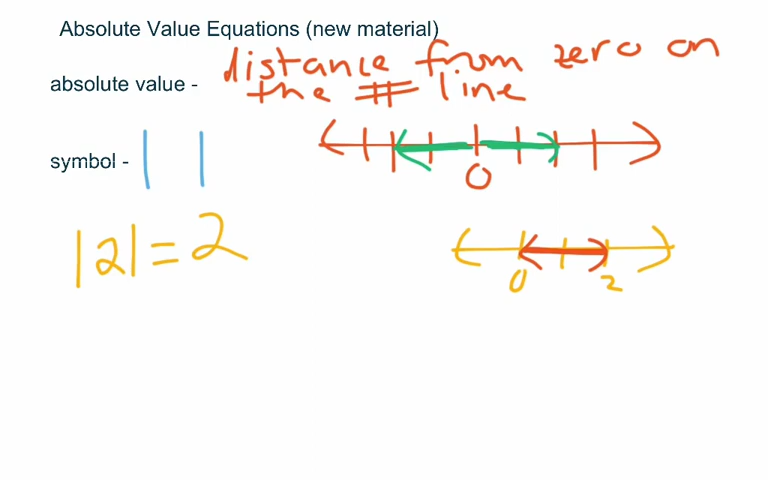 Absolute Value Equations (new material)
absolute value - distance from zero on
the # line
symbol - | |
0
|2| = 2
0 2